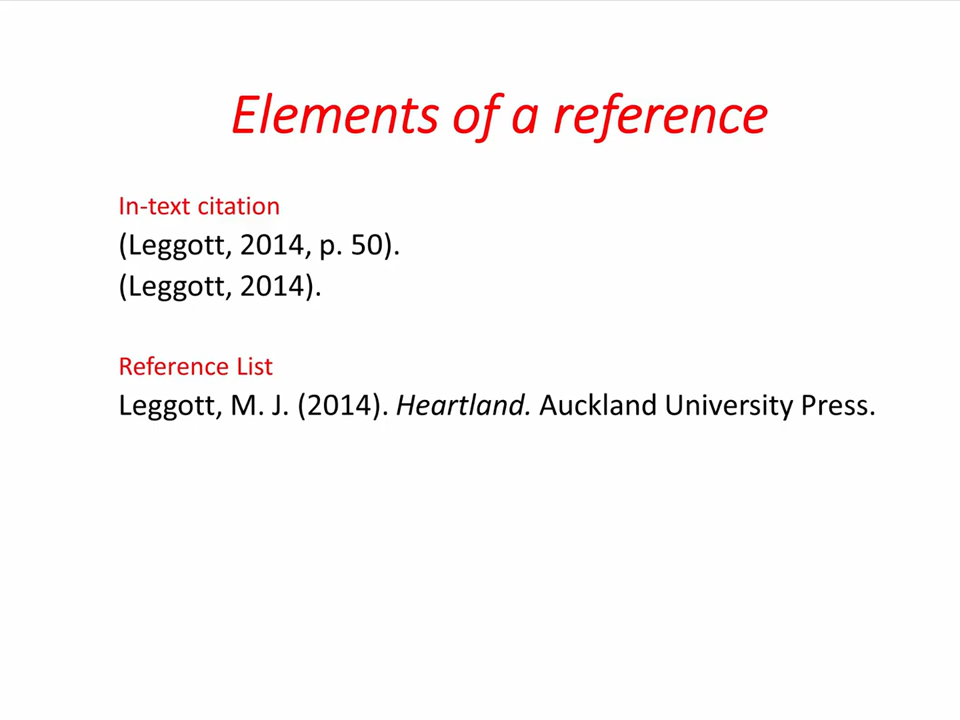 Elements of a reference
In-text citation
(Leggott, 2014, p. 50).
(Leggott, 2014).
Reference List
Leggott, M. J. (2014). Heartland. Auckland University Press.